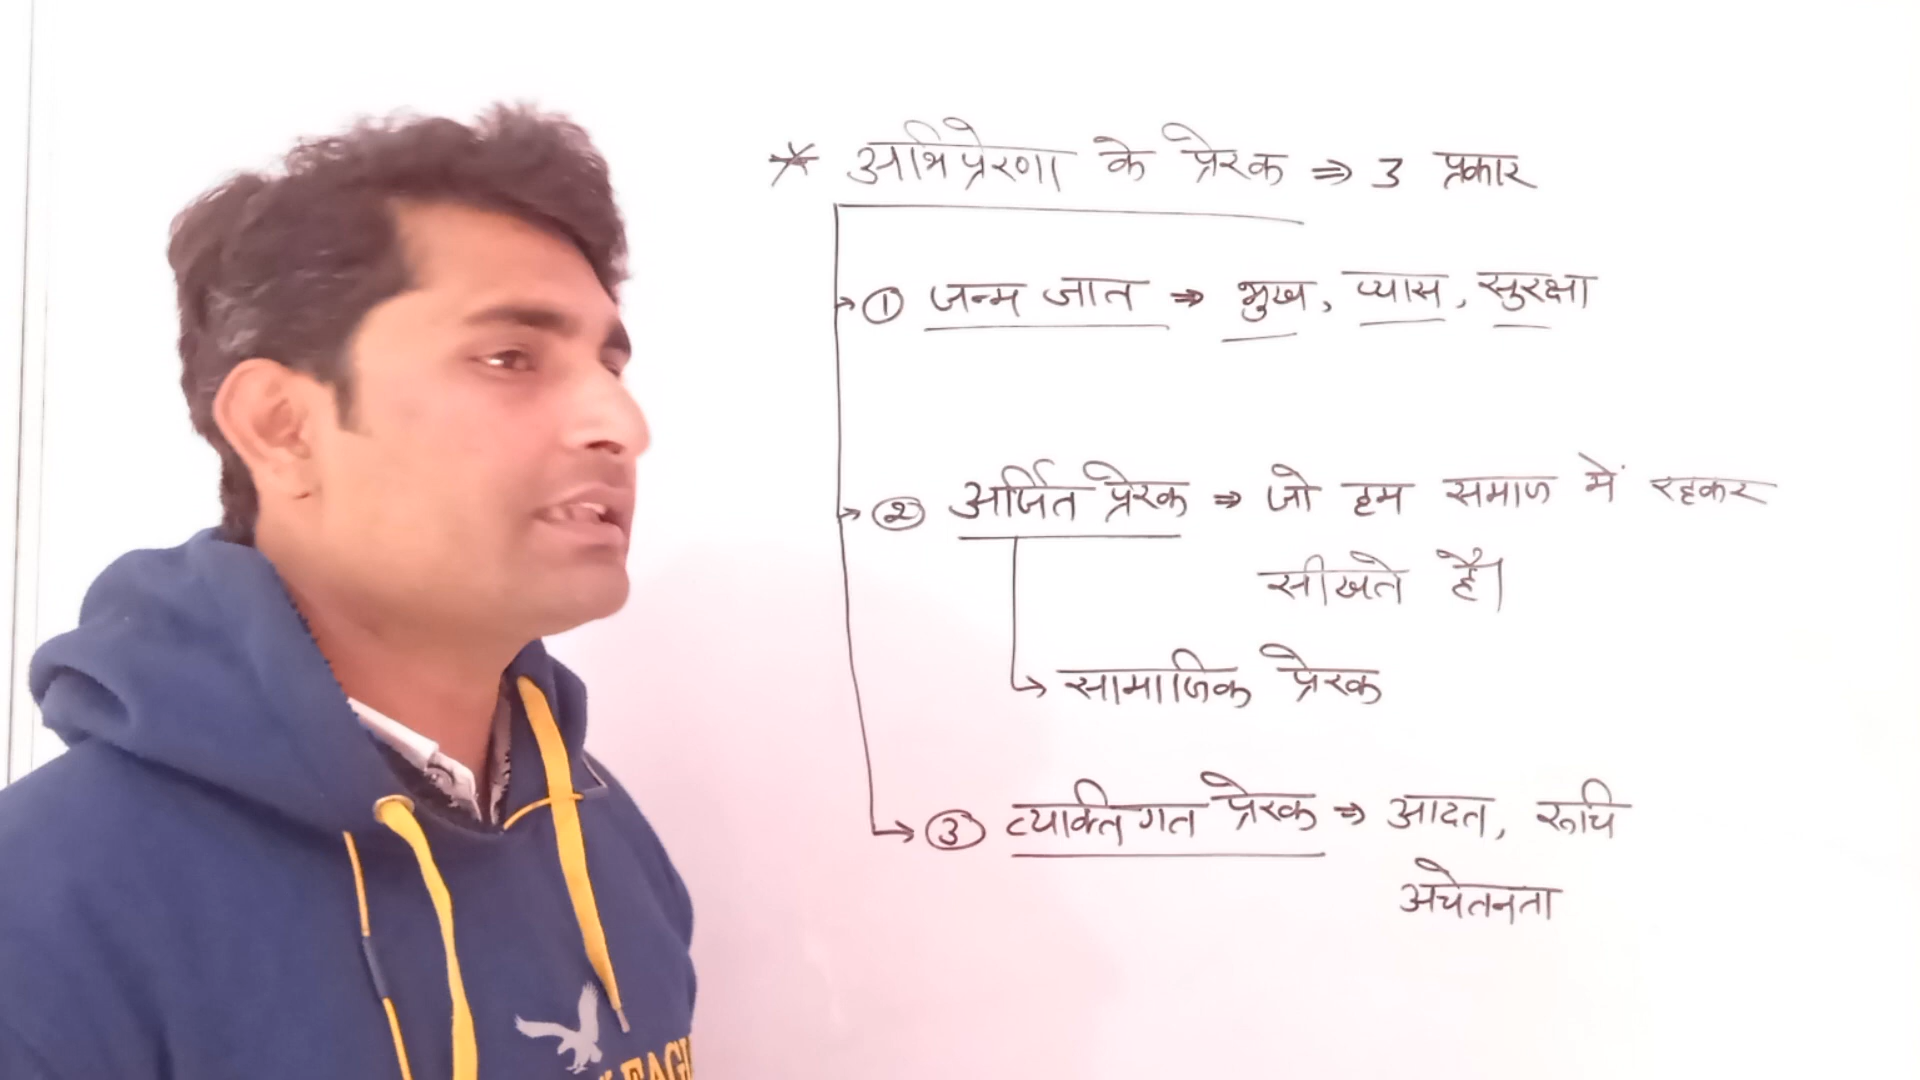 * अभिप्रेरणा के प्रेरक ⇒ 3 प्रकार
→ ① जन्म जात ⇒ भुख, प्यास, सुरक्षा
→ ② अर्जित प्रेरक ⇒ जो हम समाज में रहकर
सीखते हैं।
↳ सामाजिक प्रेरक
→ ③ व्यक्तिगत प्रेरक ⇒ आदत, रूचि
अचेतनता
EAGL